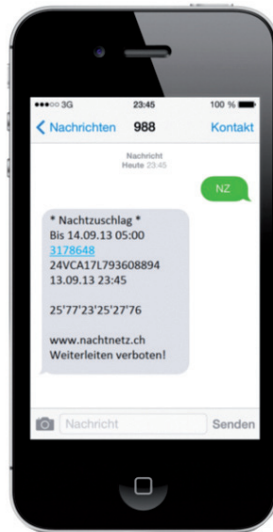 ●●●○○ 3G 23:45 100 %
Nachrichten 988 Kontakt
Nachricht
Heute 23:45
NZ
* Nachtzuschlag *
Bis 14.09.13 05:00
3178648
24VCA17L793608894
13.09.13 23:45
25'77'23'25'27'76
www.nachtnetz.ch
Weiterleiten verboten!
Nachricht Senden